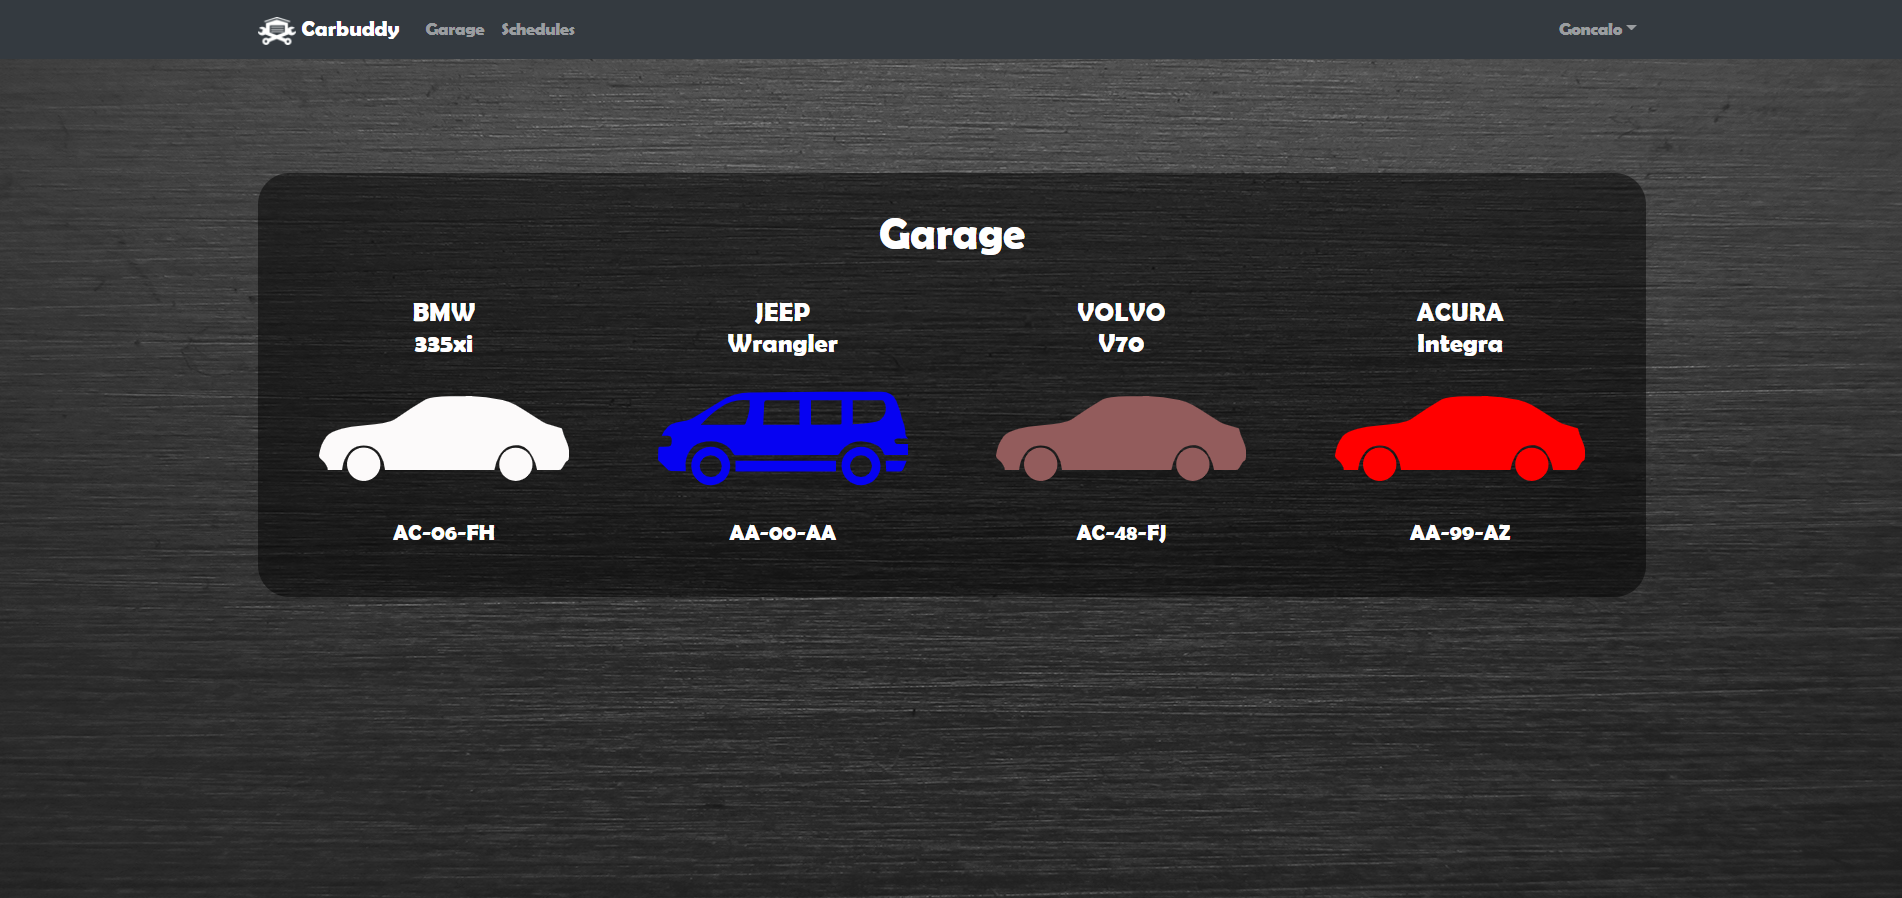 Carbuddy Garage Schedules Goncalo
Garage
BMW
335xi
JEEP
Wrangler
VOLVO
V70
ACURA
Integra
AC-06-FH
AA-00-AA
AC-48-FJ
AA-99-AZ